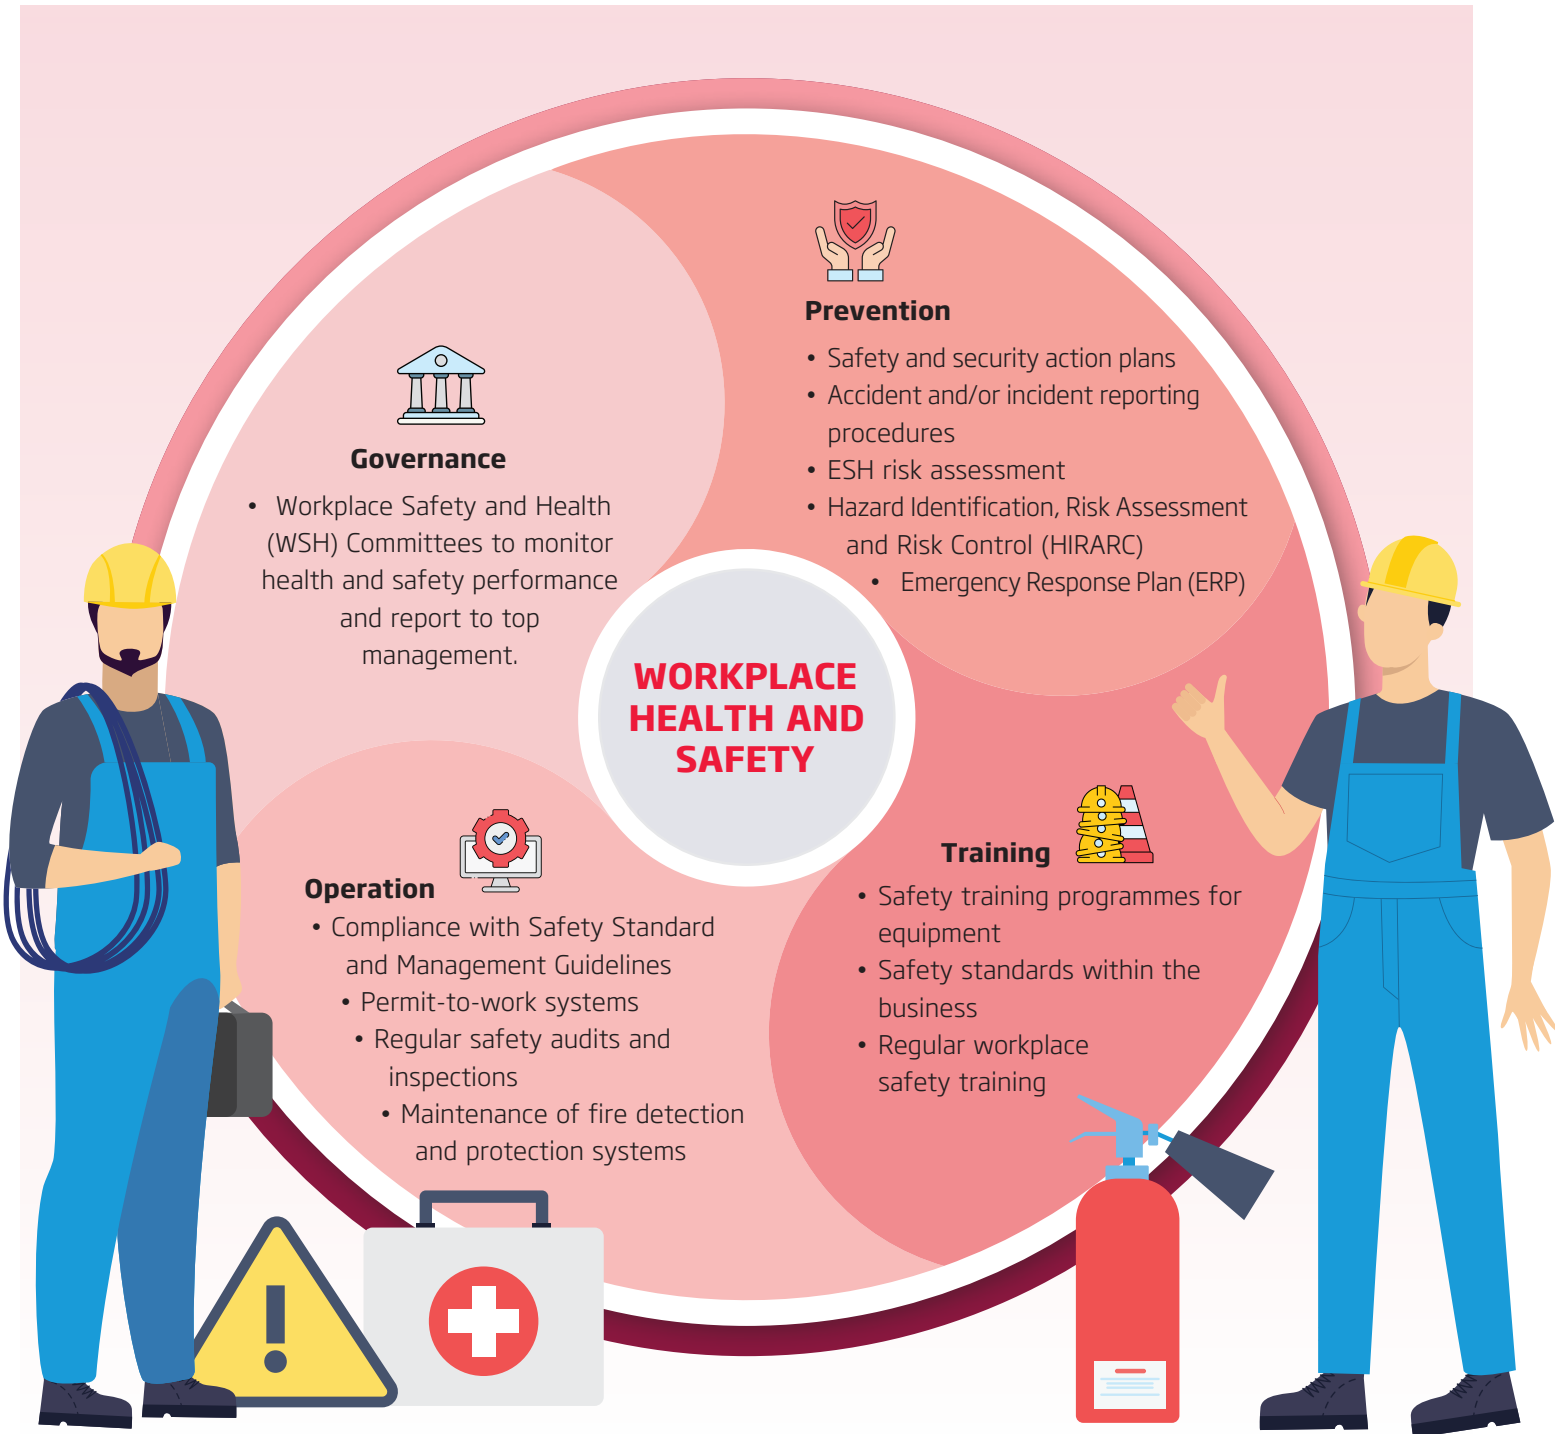 Governance
• Workplace Safety and Health
(WSH) Committees to monitor
health and safety performance
and report to top
management.
Prevention
• Safety and security action plans
• Accident and/or incident reporting
procedures
• ESH risk assessment
• Hazard Identification, Risk Assessment
and Risk Control (HIRARC)
• Emergency Response Plan (ERP)
WORKPLACE
HEALTH AND
SAFETY
Operation
• Compliance with Safety Standard
and Management Guidelines
• Permit-to-work systems
• Regular safety audits and
inspections
• Maintenance of fire detection
and protection systems
Training
• Safety training programmes for
equipment
• Safety standards within the
business
• Regular workplace
safety training